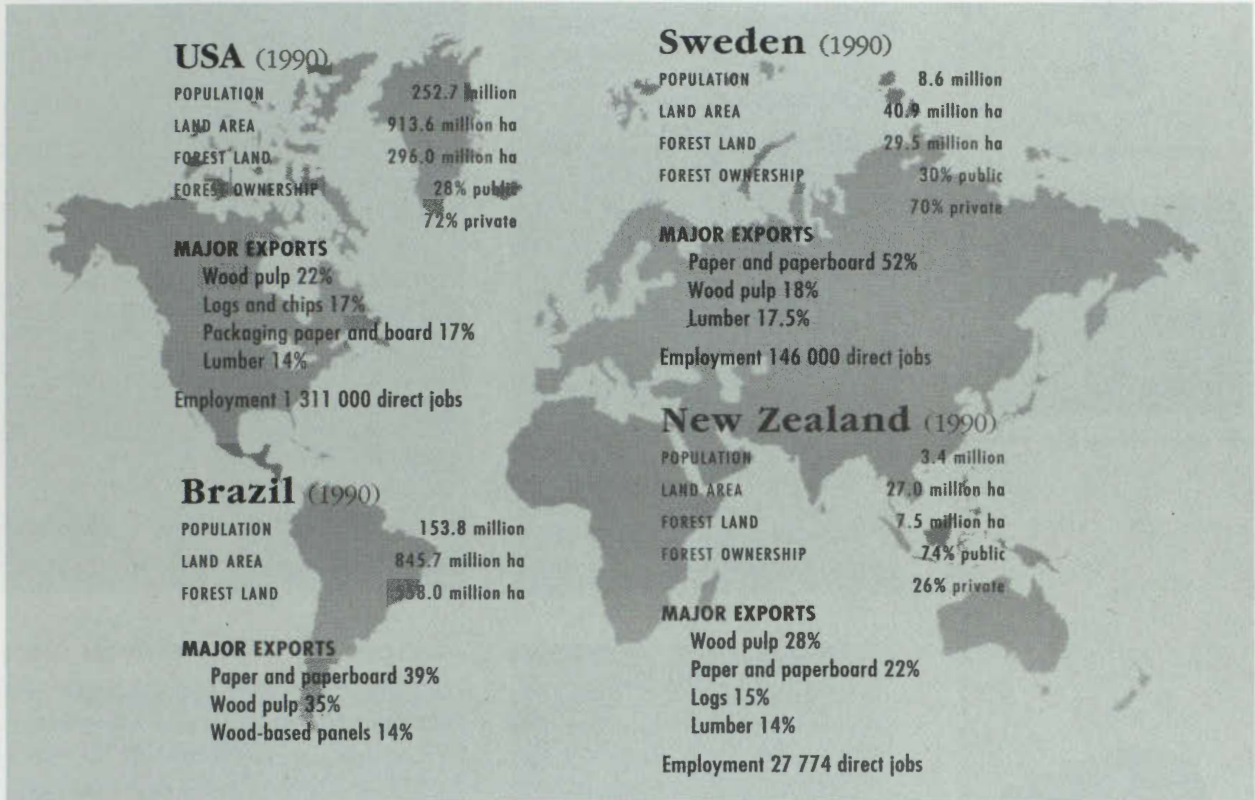 USA (1990)
POPULATION 252.7 million
LAND AREA 913.6 million ha
FOREST LAND 296.0 million ha
FOREST OWNERSHIP 28% public
72% private
MAJOR EXPORTS
Wood pulp 22%
Logs and chips 17%
Packaging paper and board 17%
Lumber 14%
Employment 1 311 000 direct jobs
Brazil (1990)
POPULATION 153.8 million
LAND AREA 845.7 million ha
FOREST LAND million ha
MAJOR EXPORTS
Paper and paperboard 39%
Wood pulp 35%
Wood-based panels 14%
Sweden (1990)
POPULATION 8.6 million
LAND AREA 40.9 million ha
FOREST LAND 29.5 million ha
FOREST OWNERSHIP 30% public
70% private
MAJOR EXPORTS
Paper and paperboard 52%
Wood pulp 18%
Lumber 17.5%
Employment 146 000 direct jobs
New Zealand (1990)
POPULATION 3.4 million
LAND AREA 27.0 million ha
FOREST LAND 7.5 million ha
FOREST OWNERSHIP 74% public
26% private
MAJOR EXPORTS
Wood pulp 28%
Paper and paperboard 22%
Logs 15%
Lumber 14%
Employment 27 774 direct jobs